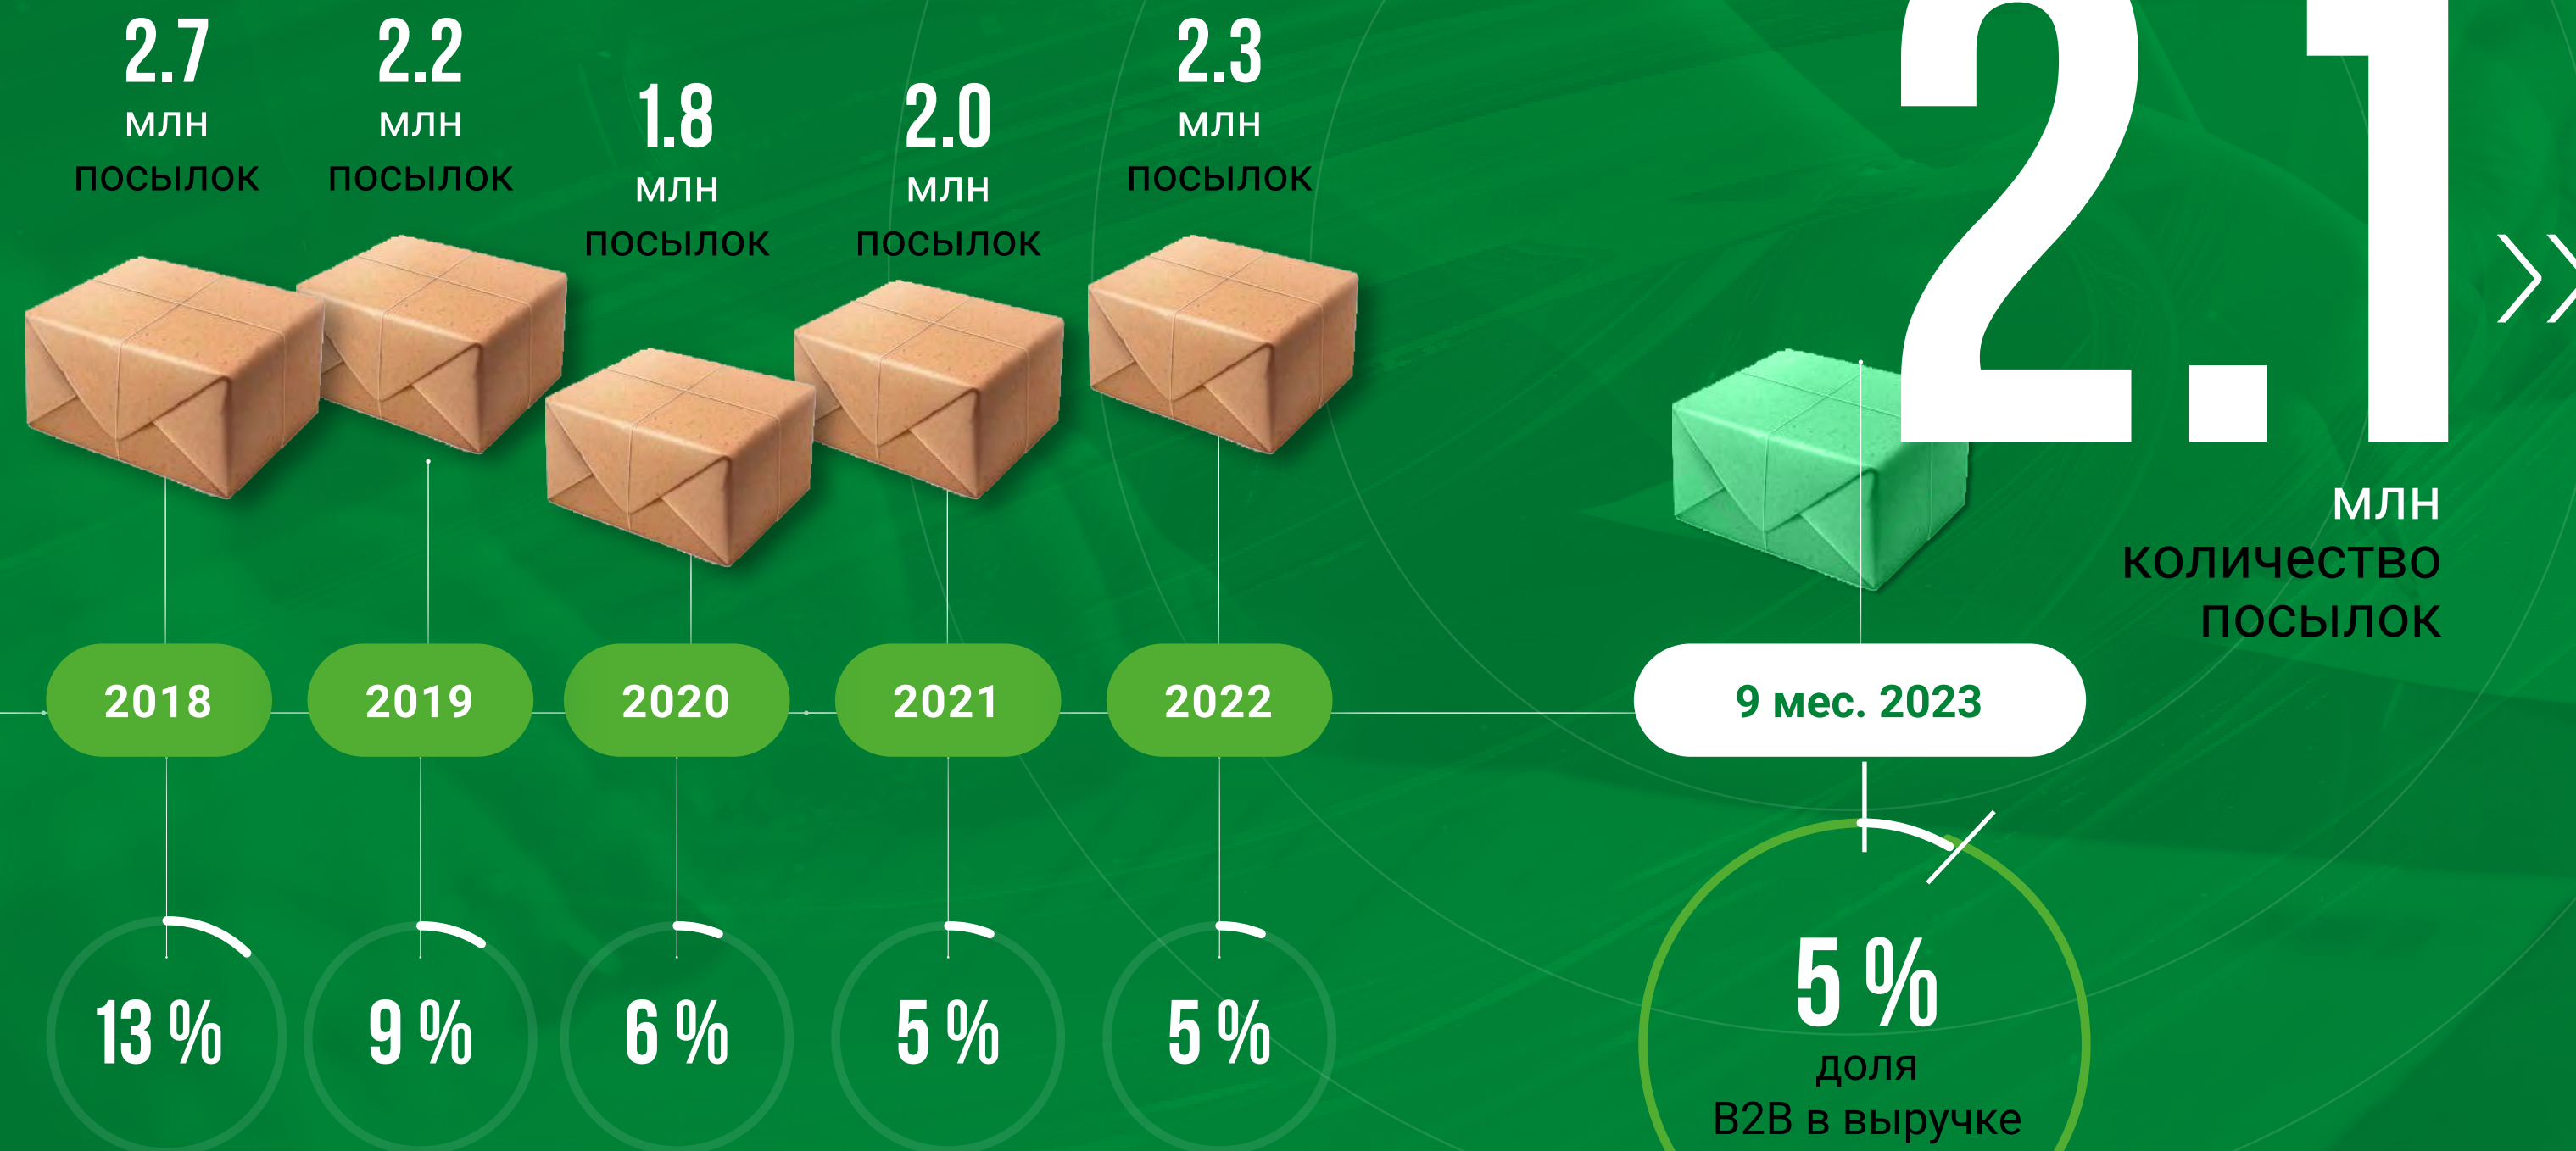 2.7
млн
посылок
2.2
млн
посылок
1.8
млн
посылок
2.0
млн
посылок
2.3
млн
посылок
2.1
млн
количество
посылок
2018
2019
2020
2021
2022
9 мес. 2023
13 %
9 %
6 %
5 %
5 %
5 %
доля
B2B в выручке